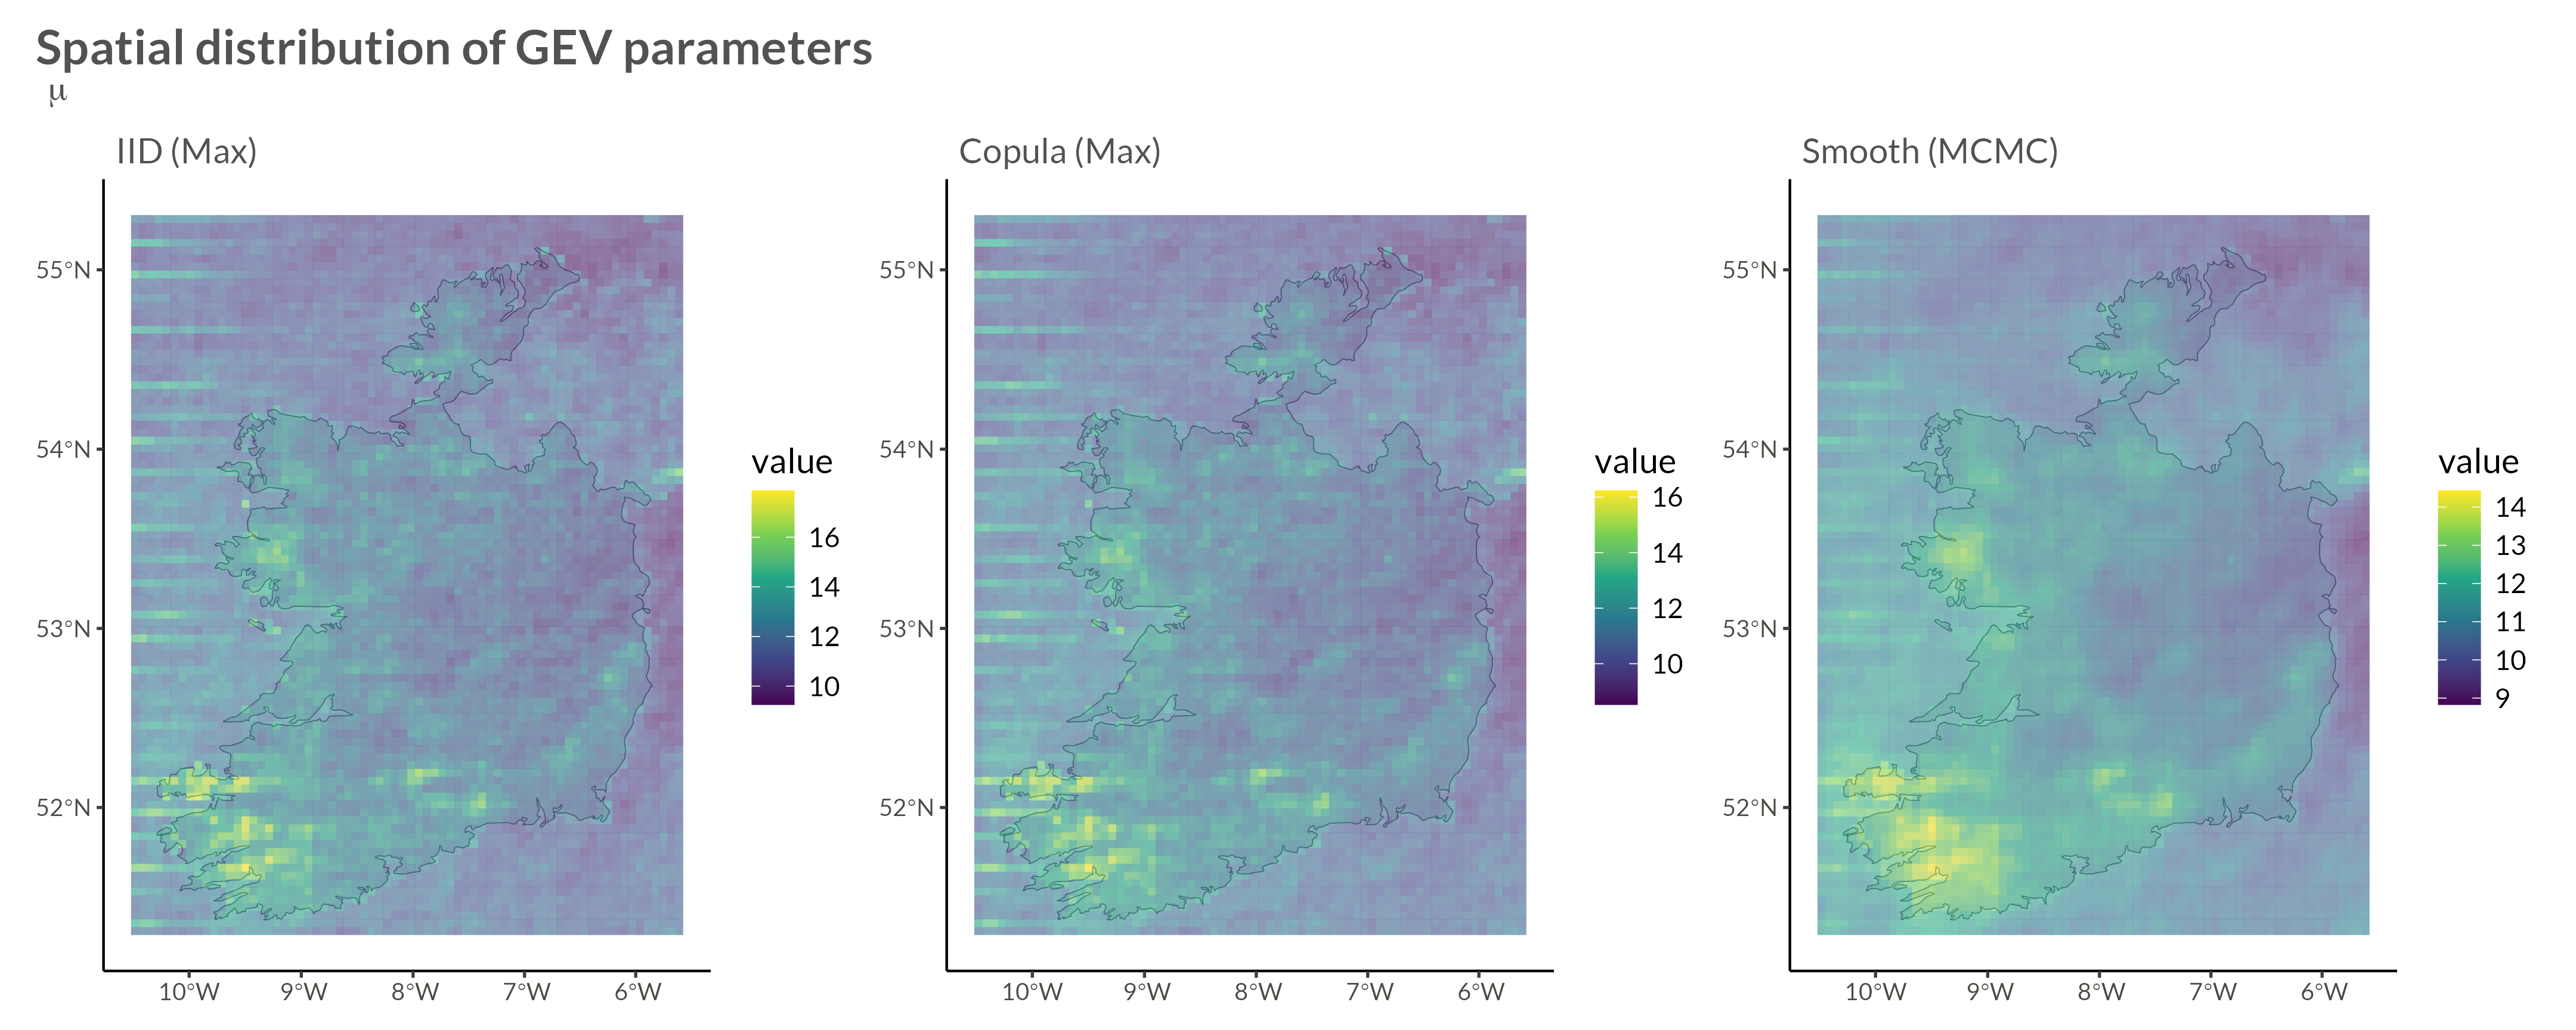 Spatial distribution of GEV parameters
μ
IID (Max)
55°N
54°N
53°N
52°N
10°W 9°W 8°W 7°W 6°W
value
16
14
12
10
Copula (Max)
55°N
54°N
53°N
52°N
10°W 9°W 8°W 7°W 6°W
value
16
14
12
10
Smooth (MCMC)
55°N
54°N
53°N
52°N
10°W 9°W 8°W 7°W 6°W
value
14
13
12
11
10
9